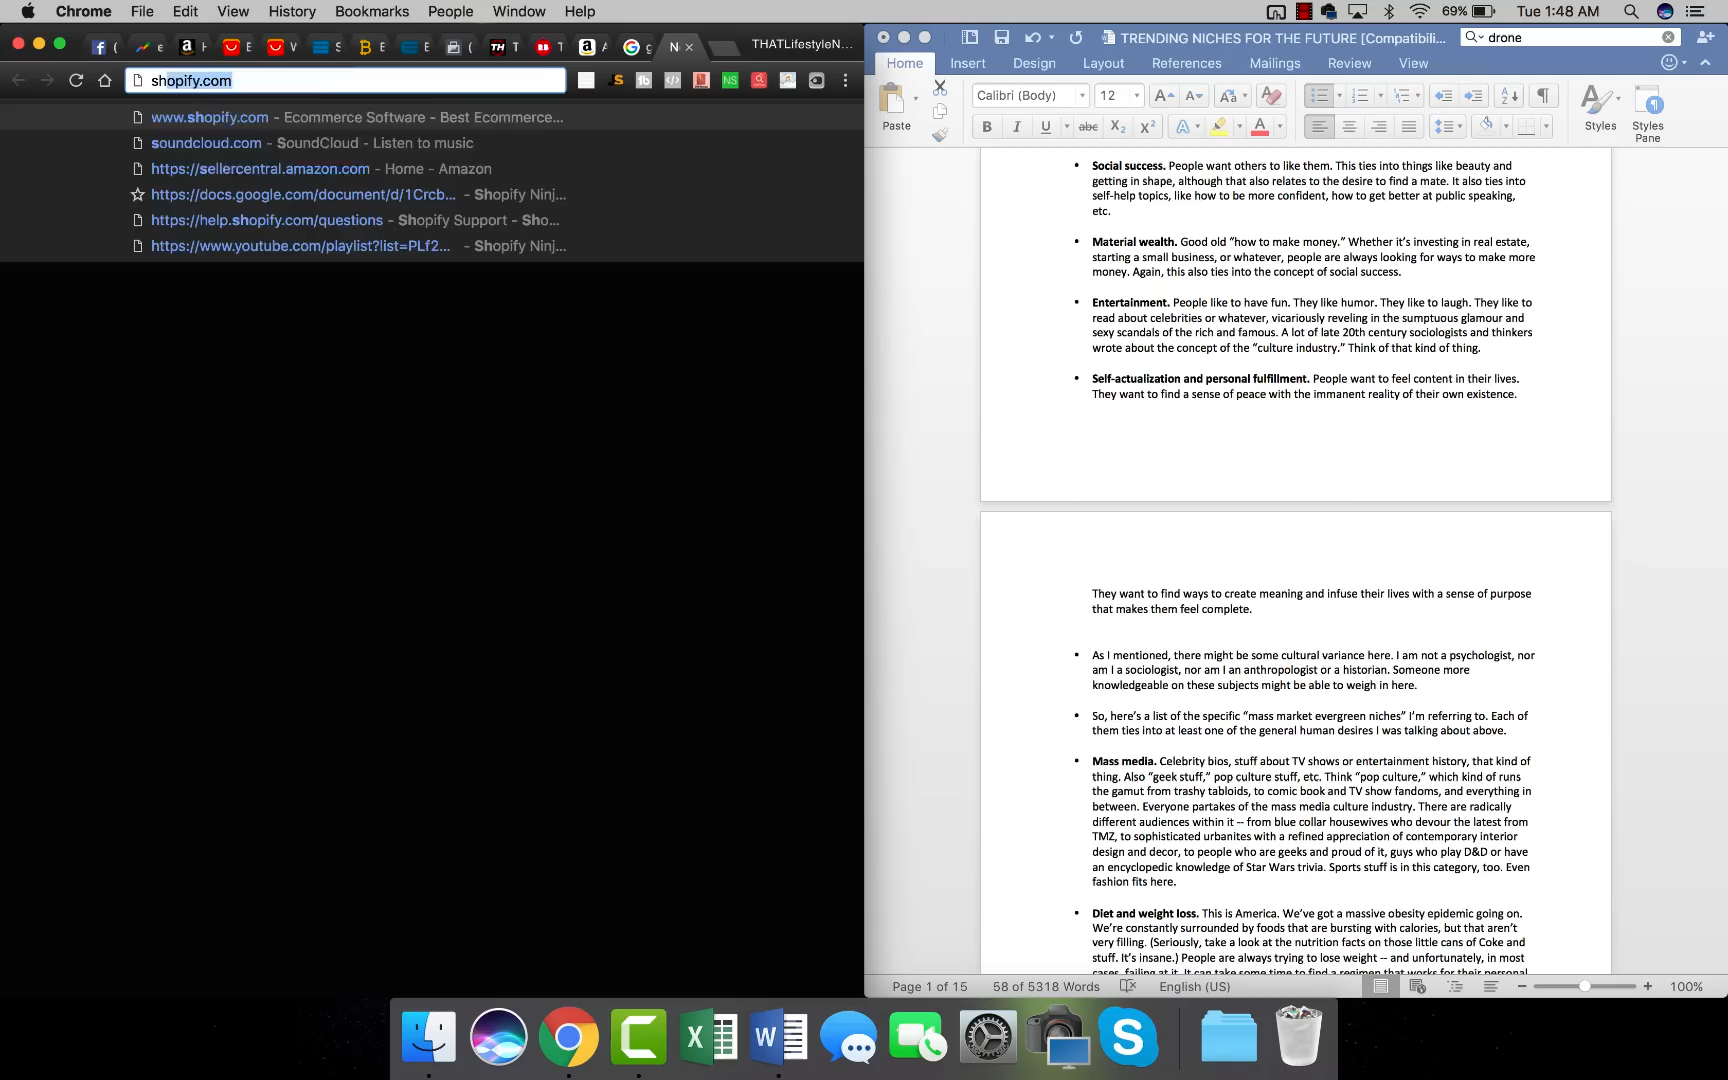 Chrome File Edit View History Bookmarks People Window Help
69% Tue 1:48 AM
THATLifestyleN...
shopify.com
www.shopify.com - Ecommerce Software - Best Ecommerce...
soundcloud.com - SoundCloud - Listen to music
https://sellercentral.amazon.com - Home - Amazon
https://docs.google.com/document/d/1Crcb... - Shopify Ninj...
https://help.shopify.com/questions - Shopify Support - Sho...
https://www.youtube.com/playlist?list=PLf2... - Shopify Ninj...
TRENDING NICHES FOR THE FUTURE [Compatibili...
drone
Home Insert Design Layout References Mailings Review View
Paste
Calibri (Body) 12
Styles
Styles Pane
• Social success. People want others to like them. This ties into things like beauty and
getting in shape, although that also relates to the desire to find a mate. It also ties into
self-help topics, like how to be more confident, how to get better at public speaking,
etc.
• Material wealth. Good old “how to make money.” Whether it’s investing in real estate,
starting a small business, or whatever, people are always looking for ways to make more
money. Again, this also ties into the concept of social success.
• Entertainment. People like to have fun. They like humor. They like to laugh. They like to
read about celebrities or whatever, vicariously reveling in the sumptuous glamour and
sexy scandals of the rich and famous. A lot of late 20th century sociologists and thinkers
wrote about the concept of the “culture industry.” Think of that kind of thing.
• Self-actualization and personal fulfillment. People want to feel content in their lives.
They want to find a sense of peace with the immanent reality of their own existence.
They want to find ways to create meaning and infuse their lives with a sense of purpose
that makes them feel complete.
• As I mentioned, there might be some cultural variance here. I am not a psychologist, nor
am I a sociologist, nor am I an anthropologist or a historian. Someone more
knowledgeable on these subjects might be able to weigh in here.
• So, here’s a list of the specific “mass market evergreen niches” I’m referring to. Each of
them ties into at least one of the general human desires I was talking about above.
• Mass media. Celebrity bios, stuff about TV shows or entertainment history, that kind of
thing. Also “geek stuff,” pop culture stuff, etc. Think “pop culture,” which kind of runs
the gamut from trashy tabloids, to comic book and TV show fandoms, and everything in
between. Everyone partakes of the mass media culture industry. There are radically
different audiences within it -- from blue collar housewives who devour the latest from
TMZ, to sophisticated urbanites with a refined appreciation of contemporary interior
design and decor, to people who are geeks and proud of it, guys who play D&D or have
an encyclopedic knowledge of Star Wars trivia. Sports stuff is in this category, too. Even
fashion fits here.
• Diet and weight loss. This is America. We’ve got a massive obesity epidemic going on.
We’re constantly surrounded by foods that are bursting with calories, but that aren’t
very filling. (Seriously, take a look at the nutrition facts on those little cans of Coke and
stuff. It’s insane.) People are always trying to lose weight -- and unfortunately, in most
cases, failing at it. It can take some time to find a regimen that works for their personal
Page 1 of 15 58 of 5318 Words English (US) 100%